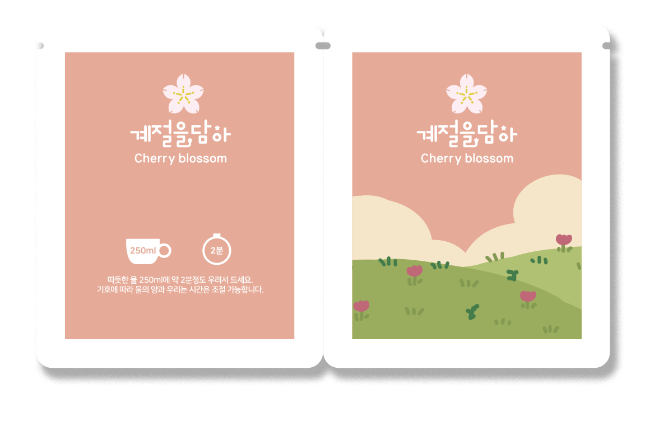 계절을담아
Cherry blossom
250ml
2분
따뜻한 물 250ml에 약 2분정도 우려서 드세요.
기호에 따라 물의 양과 우리는 시간은 조절 가능합니다.
계절을담아
Cherry blossom